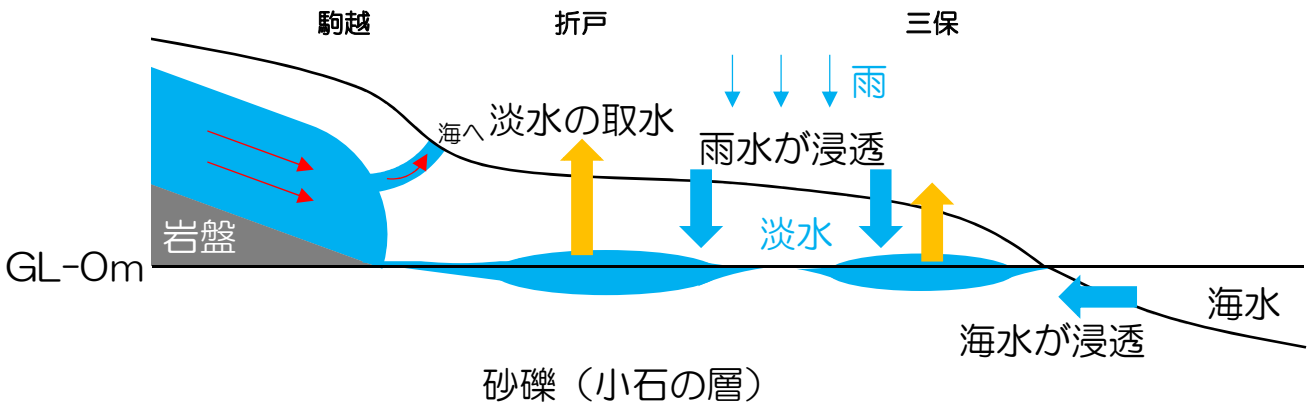 駒越
折戸
三保
雨
海へ
淡水の取水
雨水が浸透
岩盤
淡水
GL-0m
海水
海水が浸透
砂礫（小石の層）